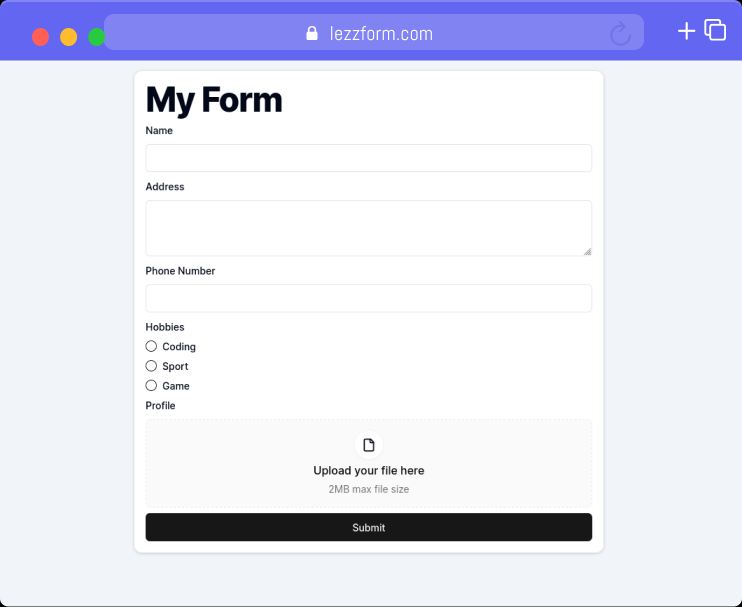 lezzform.com
My Form
Name
Address
Phone Number
Hobbies
Coding
Sport
Game
Profile
Upload your file here
2MB max file size
Submit